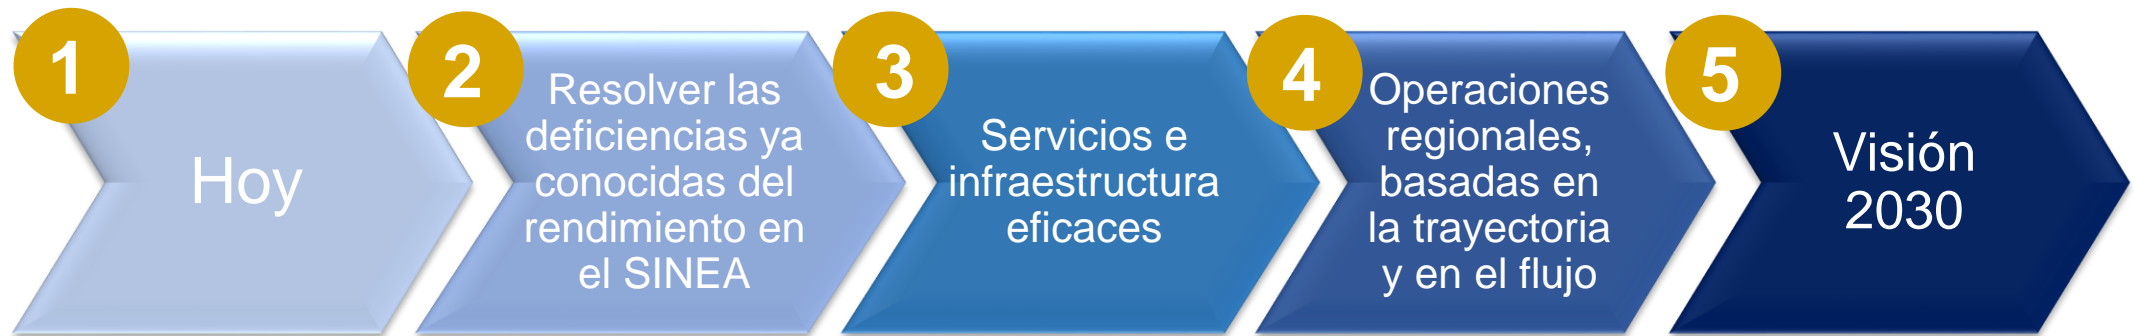 1
Hoy
2
Resolver las
deficiencias ya
conocidas del
rendimiento en
el SINEA
3
Servicios e
infraestructura
eficaces
4
Operaciones
regionales,
basadas en
la trayectoria
y en el flujo
5
Visión
2030